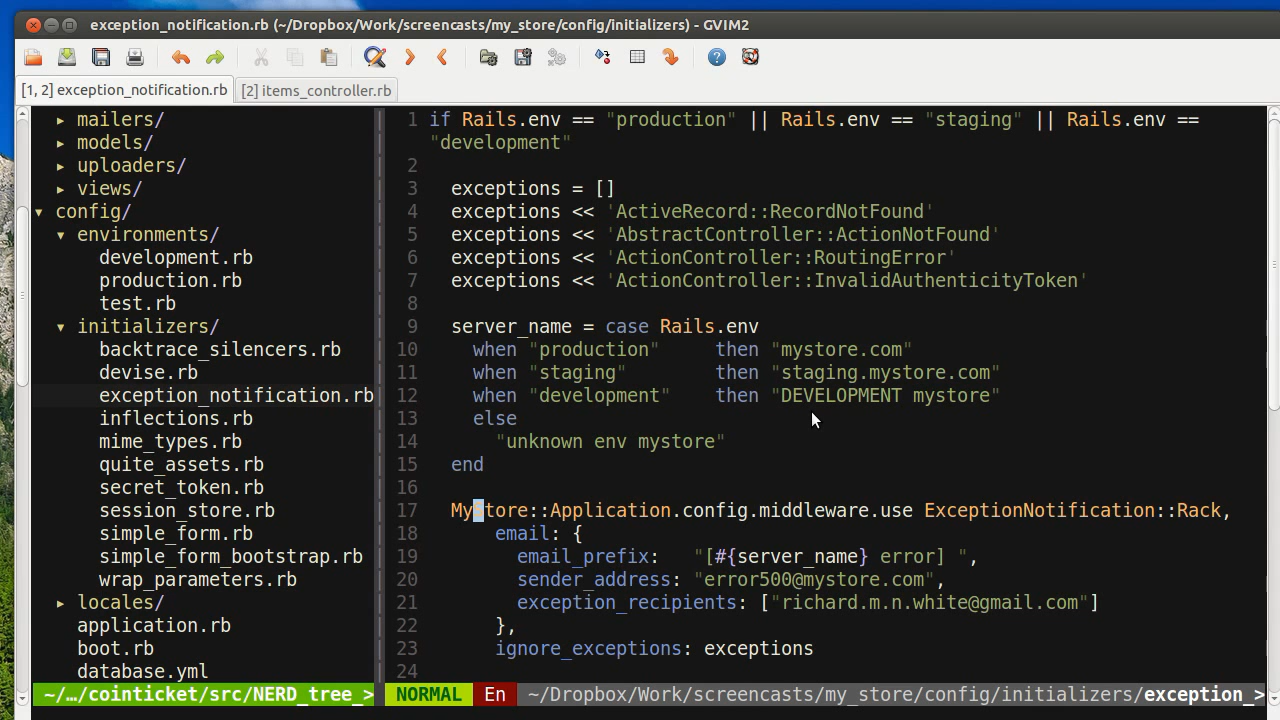 exception_notification.rb (~/Dropbox/Work/screencasts/my_store/config/initializers) - GVIM2
[1, 2] exception_notification.rb
[2] items_controller.rb
▸ mailers/
▸ models/
▸ uploaders/
▸ views/
▾ config/
▾ environments/
development.rb
production.rb
test.rb
▾ initializers/
backtrace_silencers.rb
devise.rb
exception_notification.rb
inflections.rb
mime_types.rb
quite_assets.rb
secret_token.rb
session_store.rb
simple_form.rb
simple_form_bootstrap.rb
wrap_parameters.rb
▸ locales/
application.rb
boot.rb
database.yml
~/…/cointicket/src/NERD_tree_>
1 if Rails.env == "production" || Rails.env == "staging" || Rails.env ==
"development"
2
3 exceptions = []
4 exceptions << 'ActiveRecord::RecordNotFound'
5 exceptions << 'AbstractController::ActionNotFound'
6 exceptions << 'ActionController::RoutingError'
7 exceptions << 'ActionController::InvalidAuthenticityToken'
8
9 server_name = case Rails.env
10 when "production" then "mystore.com"
11 when "staging" then "staging.mystore.com"
12 when "development" then "DEVELOPMENT mystore"
13 else
14 "unknown env mystore"
15 end
16
17 MyStore::Application.config.middleware.use ExceptionNotification::Rack,
18 email: {
19 email_prefix: "[#{server_name} error] ",
20 sender_address: "error500@mystore.com",
21 exception_recipients: ["richard.m.n.white@gmail.com"]
22 },
23 ignore_exceptions: exceptions
24
NORMAL En ~/Dropbox/Work/screencasts/my_store/config/initializers/exception_>